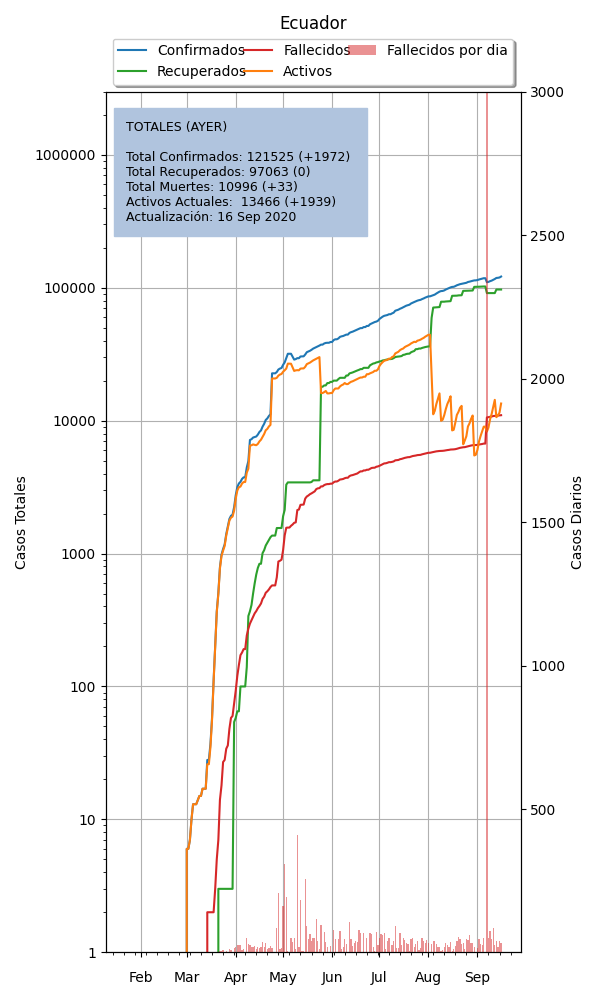 Ecuador
Confirmados Fallecidos Fallecidos por dia
Recuperados Activos
TOTALES (AYER)
Total Confirmados: 121525 (+1972)
Total Recuperados: 97063 (0)
Total Muertes: 10996 (+33)
Activos Actuales:  13466 (+1939)
Actualización: 16 Sep 2020
Casos Totales
1000000
100000
10000
1000
100
10
1
3000
2500
2000
1500
1000
500
Casos Diarios
Feb Mar Apr May Jun Jul Aug Sep